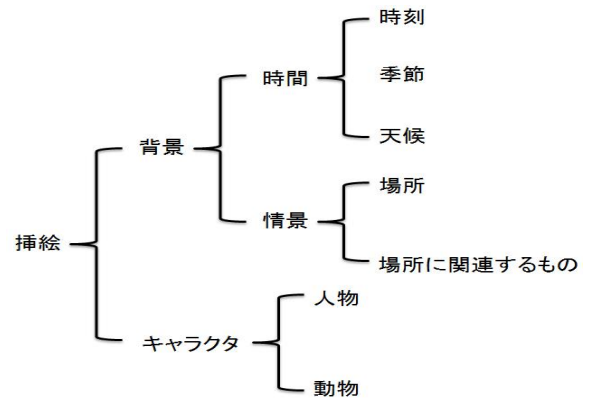 時刻
時間
季節
背景
天候
場所
情景
挿絵
場所に関連するもの
人物
キャラクタ
動物